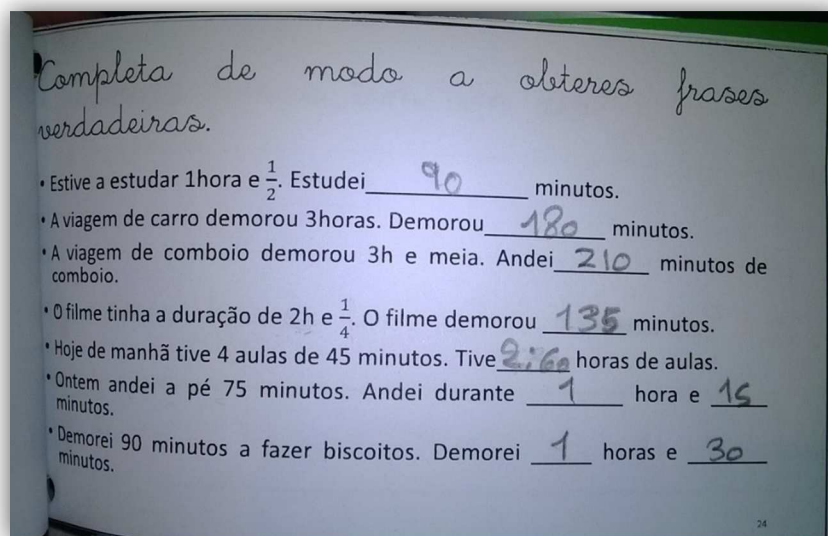 Completa de modo a obteres frases
verdadeiras.
• Estive a estudar 1hora e 1/2. Estudei 90 minutos.
• A viagem de carro demorou 3horas. Demorou 180 minutos.
• A viagem de comboio demorou 3h e meia. Andei 210 minutos de
comboio.
• O filme tinha a duração de 2h e 1/4. O filme demorou 135 minutos.
• Hoje de manhã tive 4 aulas de 45 minutos. Tive 2:60 horas de aulas.
• Ontem andei a pé 75 minutos. Andei durante 1 hora e 15
minutos.
• Demorei 90 minutos a fazer biscoitos. Demorei 1 horas e 30
minutos.
24